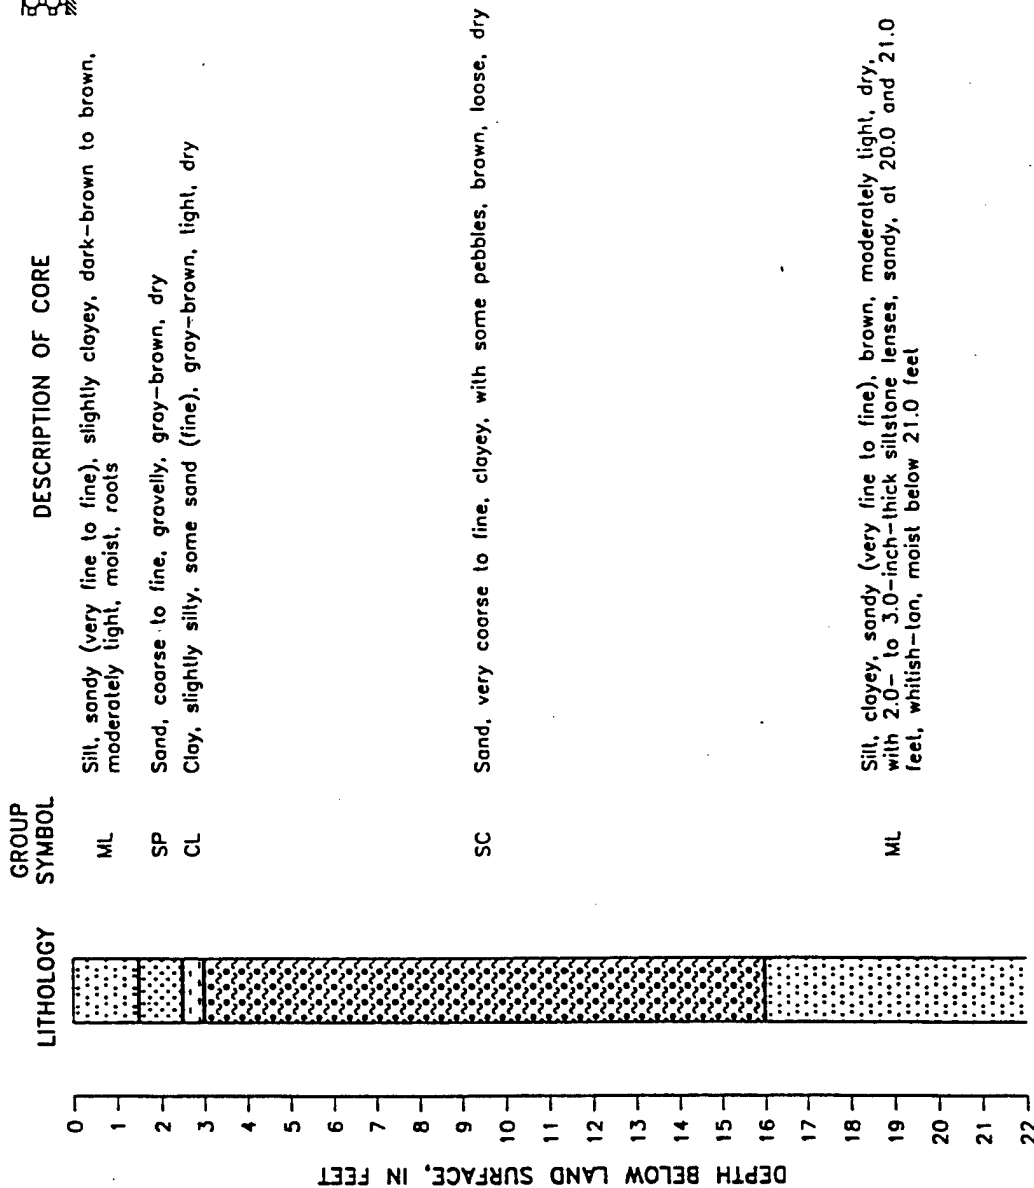 LITHOLOGY
GROUP
SYMBOL
DESCRIPTION OF CORE
DEPTH BELOW LAND SURFACE, IN FEET
0
1
2
3
4
5
6
7
8
9
10
11
12
13
14
15
16
17
18
19
20
21
22
ML
Silt, sandy (very fine to fine), slightly clayey, dark-brown to brown,
moderately tight, moist, roots
SP
Sand, coarse to fine, gravelly, gray-brown, dry
CL
Clay, slightly silty, some sand (fine), gray-brown, tight, dry
SC
Sand, very coarse to fine, clayey, with some pebbles, brown, loose, dry
ML
Silt, clayey, sandy (very fine to fine), brown, moderately tight, dry,
with 2.0- to 3.0-inch-thick siltstone lenses, sandy, at 20.0 and 21.0
feet, whitish-tan, moist below 21.0 feet